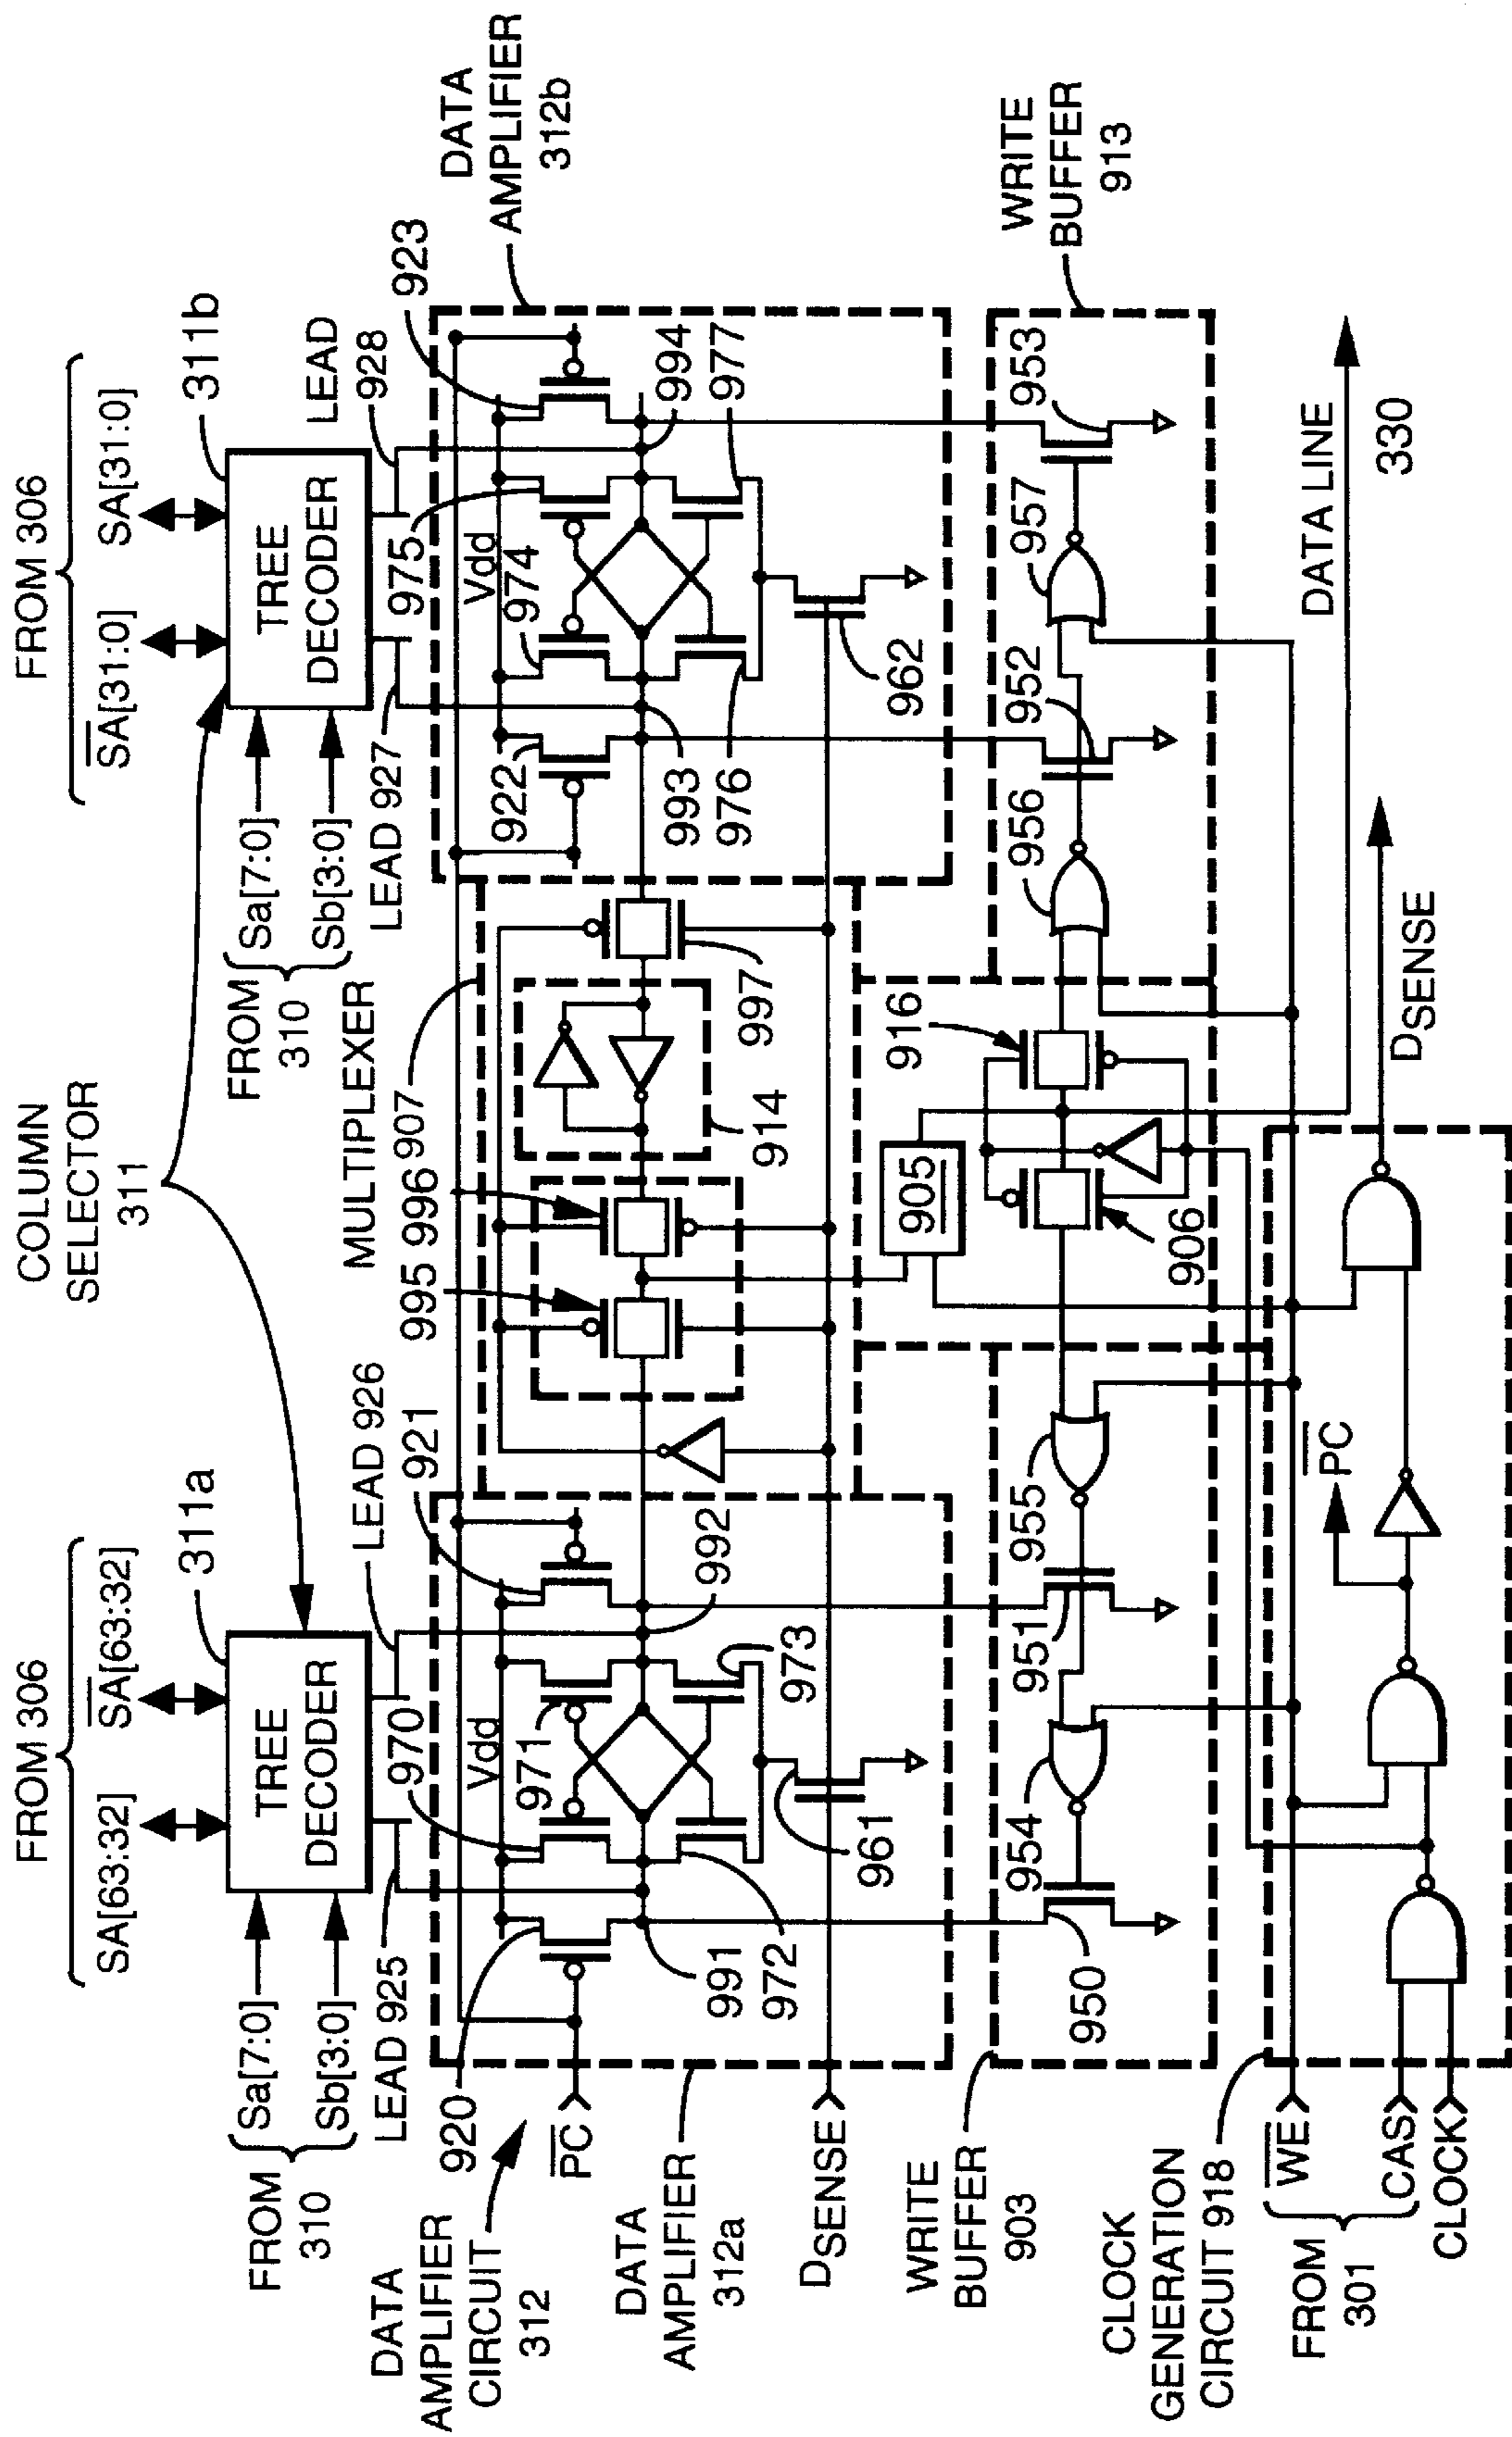 COLUMN
SELECTOR
311
FROM 306
SA[63:32]
S̅A[63:32]
311a
FROM 306
S̅A[31:0]
SA[31:0]
311b
TREE
DECODER
TREE
DECODER
Sa[7:0]
Sb[3:0]
FROM
310
Sa[7:0]
Sb[3:0]
FROM
310
LEAD 925
LEAD 926
LEAD 927
LEAD
928
DATA
AMPLIFIER
CIRCUIT
312
920
970
921
MULTIPLEXER
907
995
996
922
975
923
DATA
AMPLIFIER
312b
Vdd
971
Vdd
974
P̅C̅
991
972
992
973
914
997
993
976
994
977
DATA
AMPLIFIER
312a
DSENSE
961
962
905
WRITE
BUFFER
903
950
954
951
955
906
916
956
952
957
953
WRITE
BUFFER
913
CLOCK
GENERATION
CIRCUIT 918
W̅E̅
CAS
CLOCK
FROM
301
P̅C̅
DSENSE
DATA LINE
330